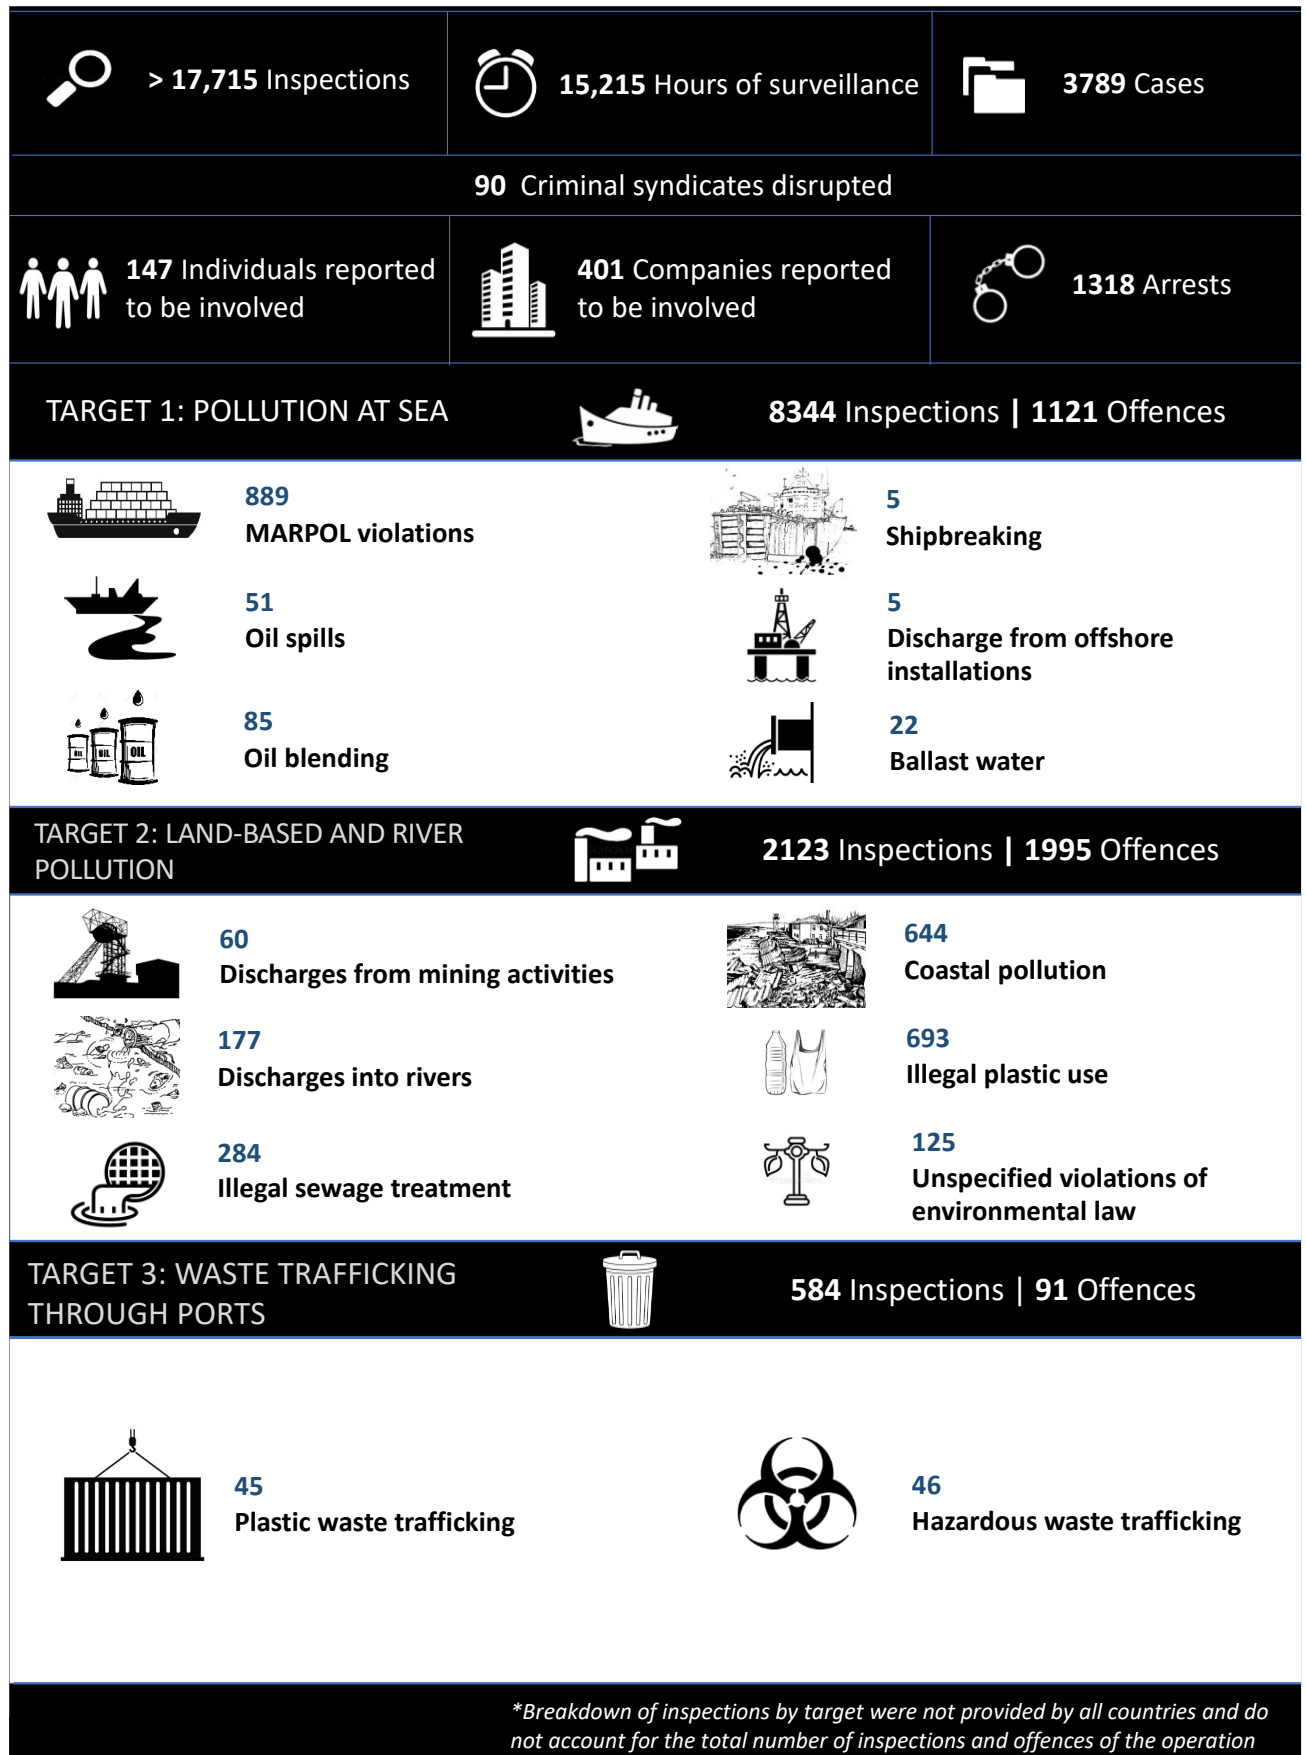 > 17,715 Inspections
15,215 Hours of surveillance
3789 Cases
90 Criminal syndicates disrupted
147 Individuals reported
to be involved
401 Companies reported
to be involved
1318 Arrests
TARGET 1: POLLUTION AT SEA
8344 Inspections | 1121 Offences
889
MARPOL violations
5
Shipbreaking
51
Oil spills
5
Discharge from offshore
installations
OIL
85
Oil blending
22
Ballast water
TARGET 2: LAND-BASED AND RIVER
POLLUTION
2123 Inspections | 1995 Offences
60
Discharges from mining activities
644
Coastal pollution
177
Discharges into rivers
693
Illegal plastic use
284
Illegal sewage treatment
125
Unspecified violations of
environmental law
TARGET 3: WASTE TRAFFICKING
THROUGH PORTS
584 Inspections | 91 Offences
45
Plastic waste trafficking
46
Hazardous waste trafficking
*Breakdown of inspections by target were not provided by all countries and do
not account for the total number of inspections and offences of the operation